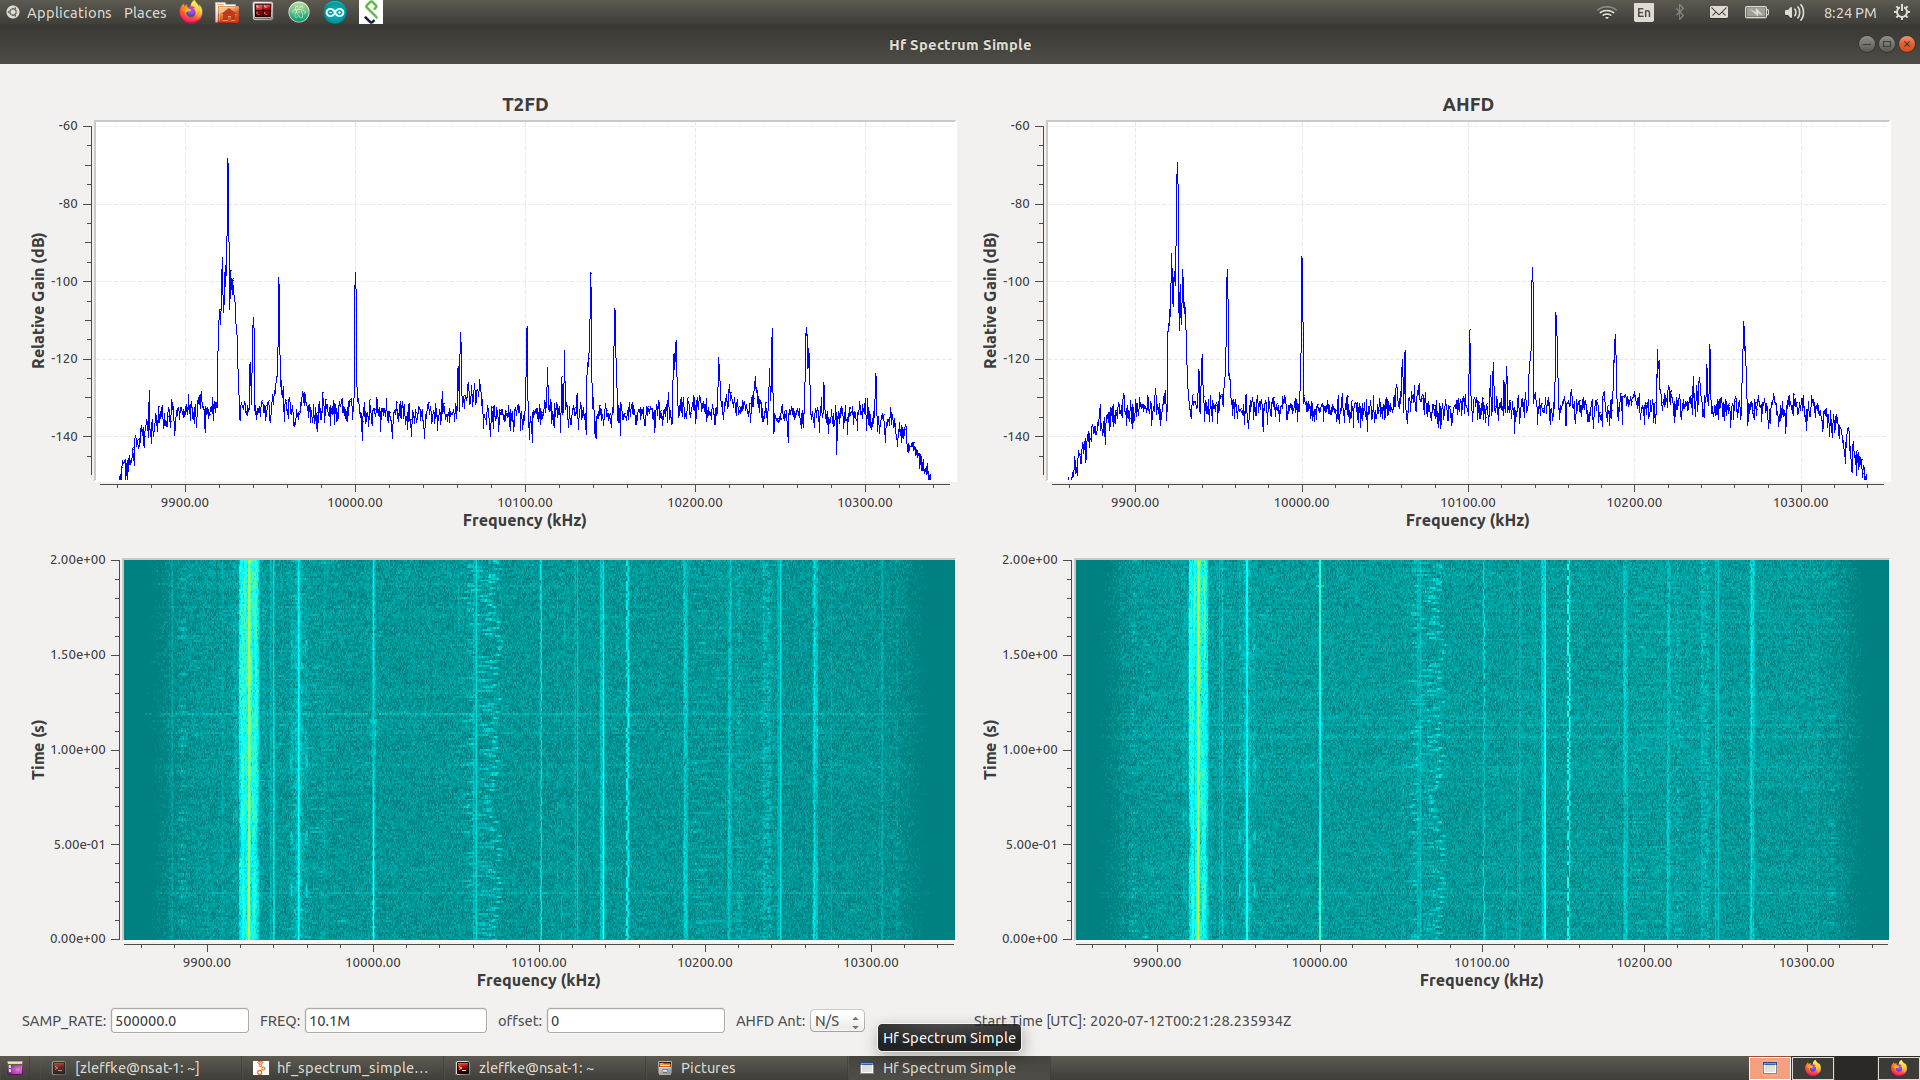 Applications Places En 8:24 PM
Hf Spectrum Simple
T2FD
-60
-80
-100
-120
-140
Relative Gain (dB)
9900.00 10000.00 10100.00 10200.00 10300.00
Frequency (kHz)
AHFD
-60
-80
-100
-120
-140
Relative Gain (dB)
9900.00 10000.00 10100.00 10200.00 10300.00
Frequency (kHz)
2.00e+00
1.50e+00
1.00e+00
5.00e-01
0.00e+00
Time (s)
9900.00 10000.00 10100.00 10200.00 10300.00
Frequency (kHz)
2.00e+00
1.50e+00
1.00e+00
5.00e-01
0.00e+00
Time (s)
9900.00 10000.00 10100.00 10200.00 10300.00
Frequency (kHz)
SAMP_RATE: 500000.0 FREQ: 10.1M offset: 0 AHFD Ant: N/S Start Time [UTC]: 2020-07-12T00:21:28.235934Z
Hf Spectrum Simple
[zleffke@nsat-1: ~] hf_spectrum_simple... zleffke@nsat-1: ~ Pictures Hf Spectrum Simple